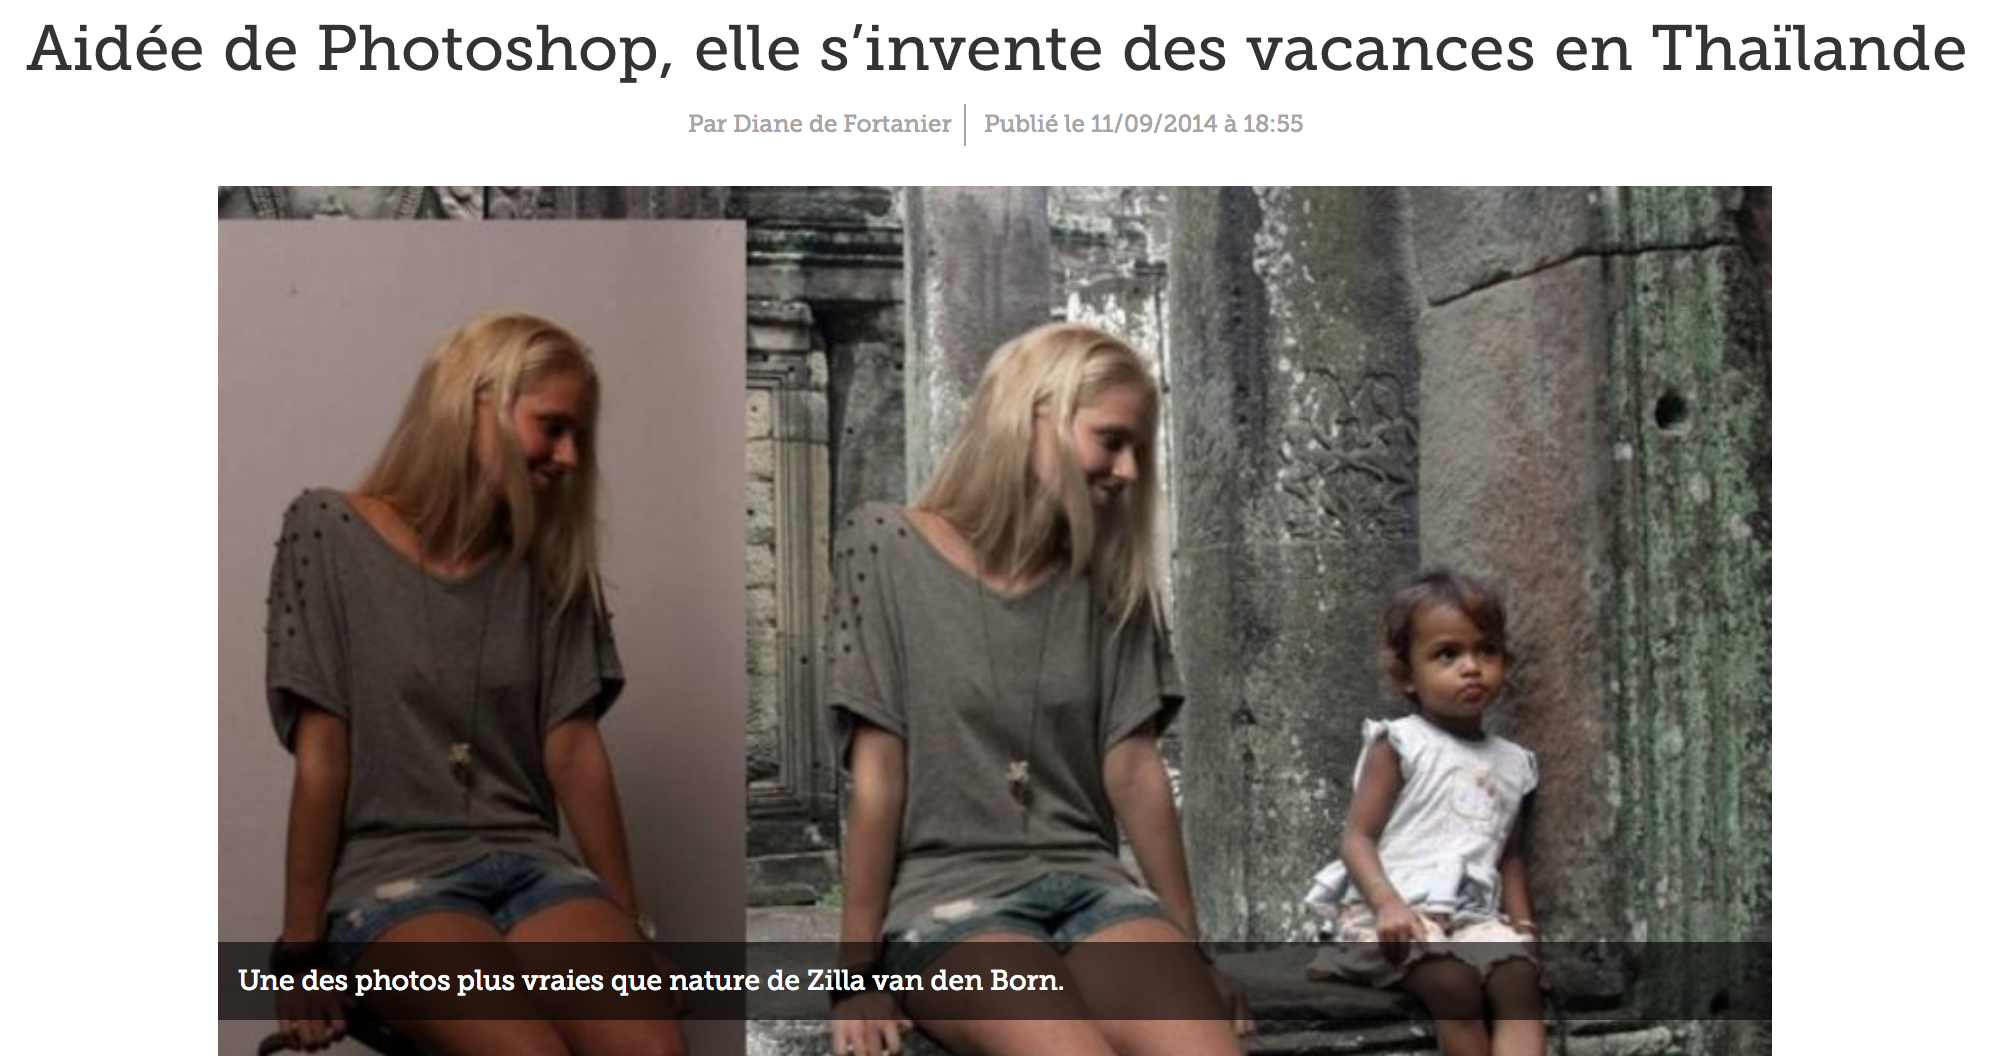 Aidée de Photoshop, elle s’invente des vacances en Thaïlande
Par Diane de Fortanier
Publié le 11/09/2014 à 18:55
Une des photos plus vraies que nature de Zilla van den Born.